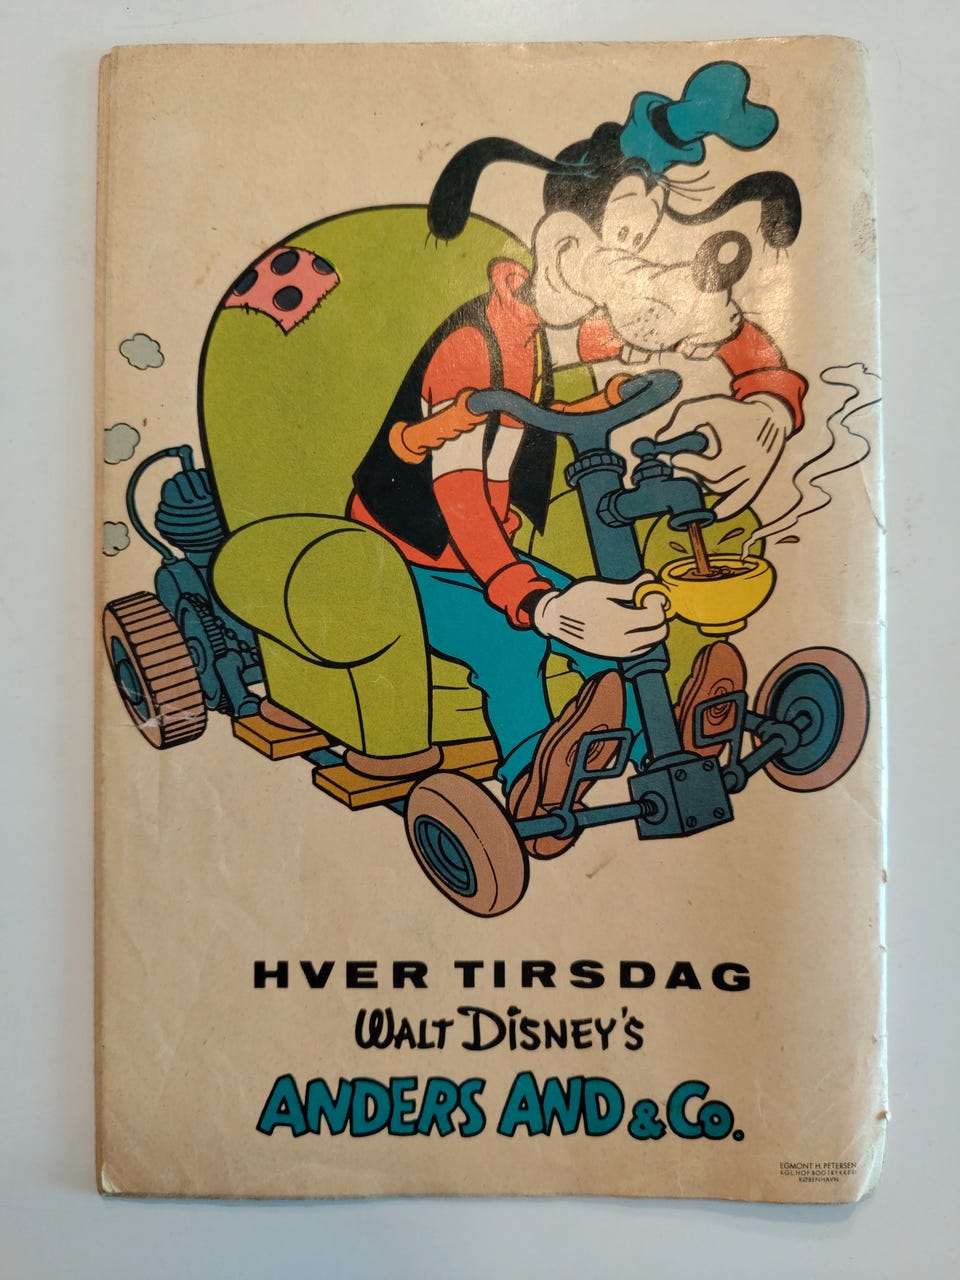 HVER TIRSDAG
WALT DISNEY'S
ANDERS AND & Co.
EGMONT H. PETERSEN
KGL. HOF-BOGTRYKKERI
KØBENHAVN